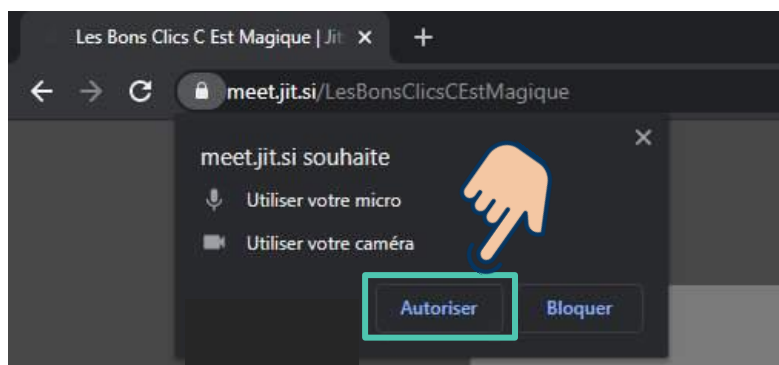 Les Bons Clics C Est Magique | Jit
meet.jit.si/LesBonsClicsCEstMagique
meet.jit.si souhaite
Utiliser votre micro
Utiliser votre caméra
Autoriser Bloquer